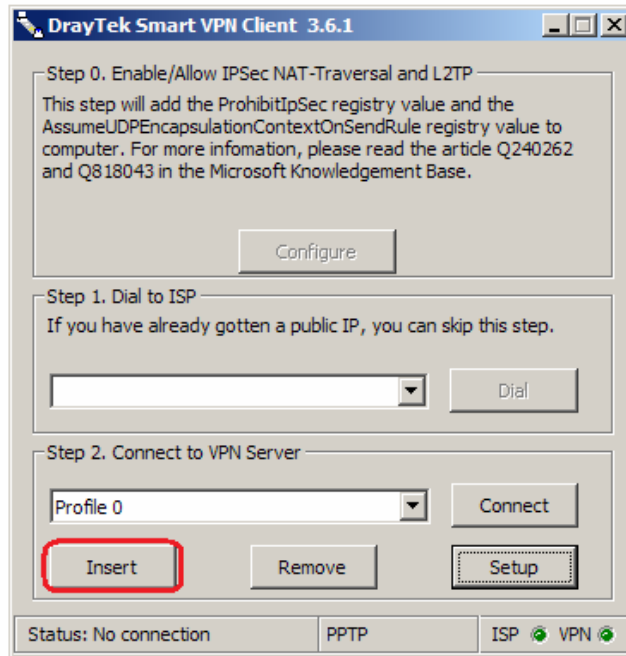 DrayTek Smart VPN Client 3.6.1
Step 0. Enable/Allow IPSec NAT-Traversal and L2TP
This step will add the ProhibitIpSec registry value and the
AssumeUDPEncapsulationContextOnSendRule registry value to
computer. For more infomation, please read the article Q240262
and Q818043 in the Microsoft Knowledgement Base.
Configure
Step 1. Dial to ISP
If you have already gotten a public IP, you can skip this step.
Dial
Step 2. Connect to VPN Server
Profile 0
Connect
Insert
Remove
Setup
Status: No connection
PPTP
ISP
VPN